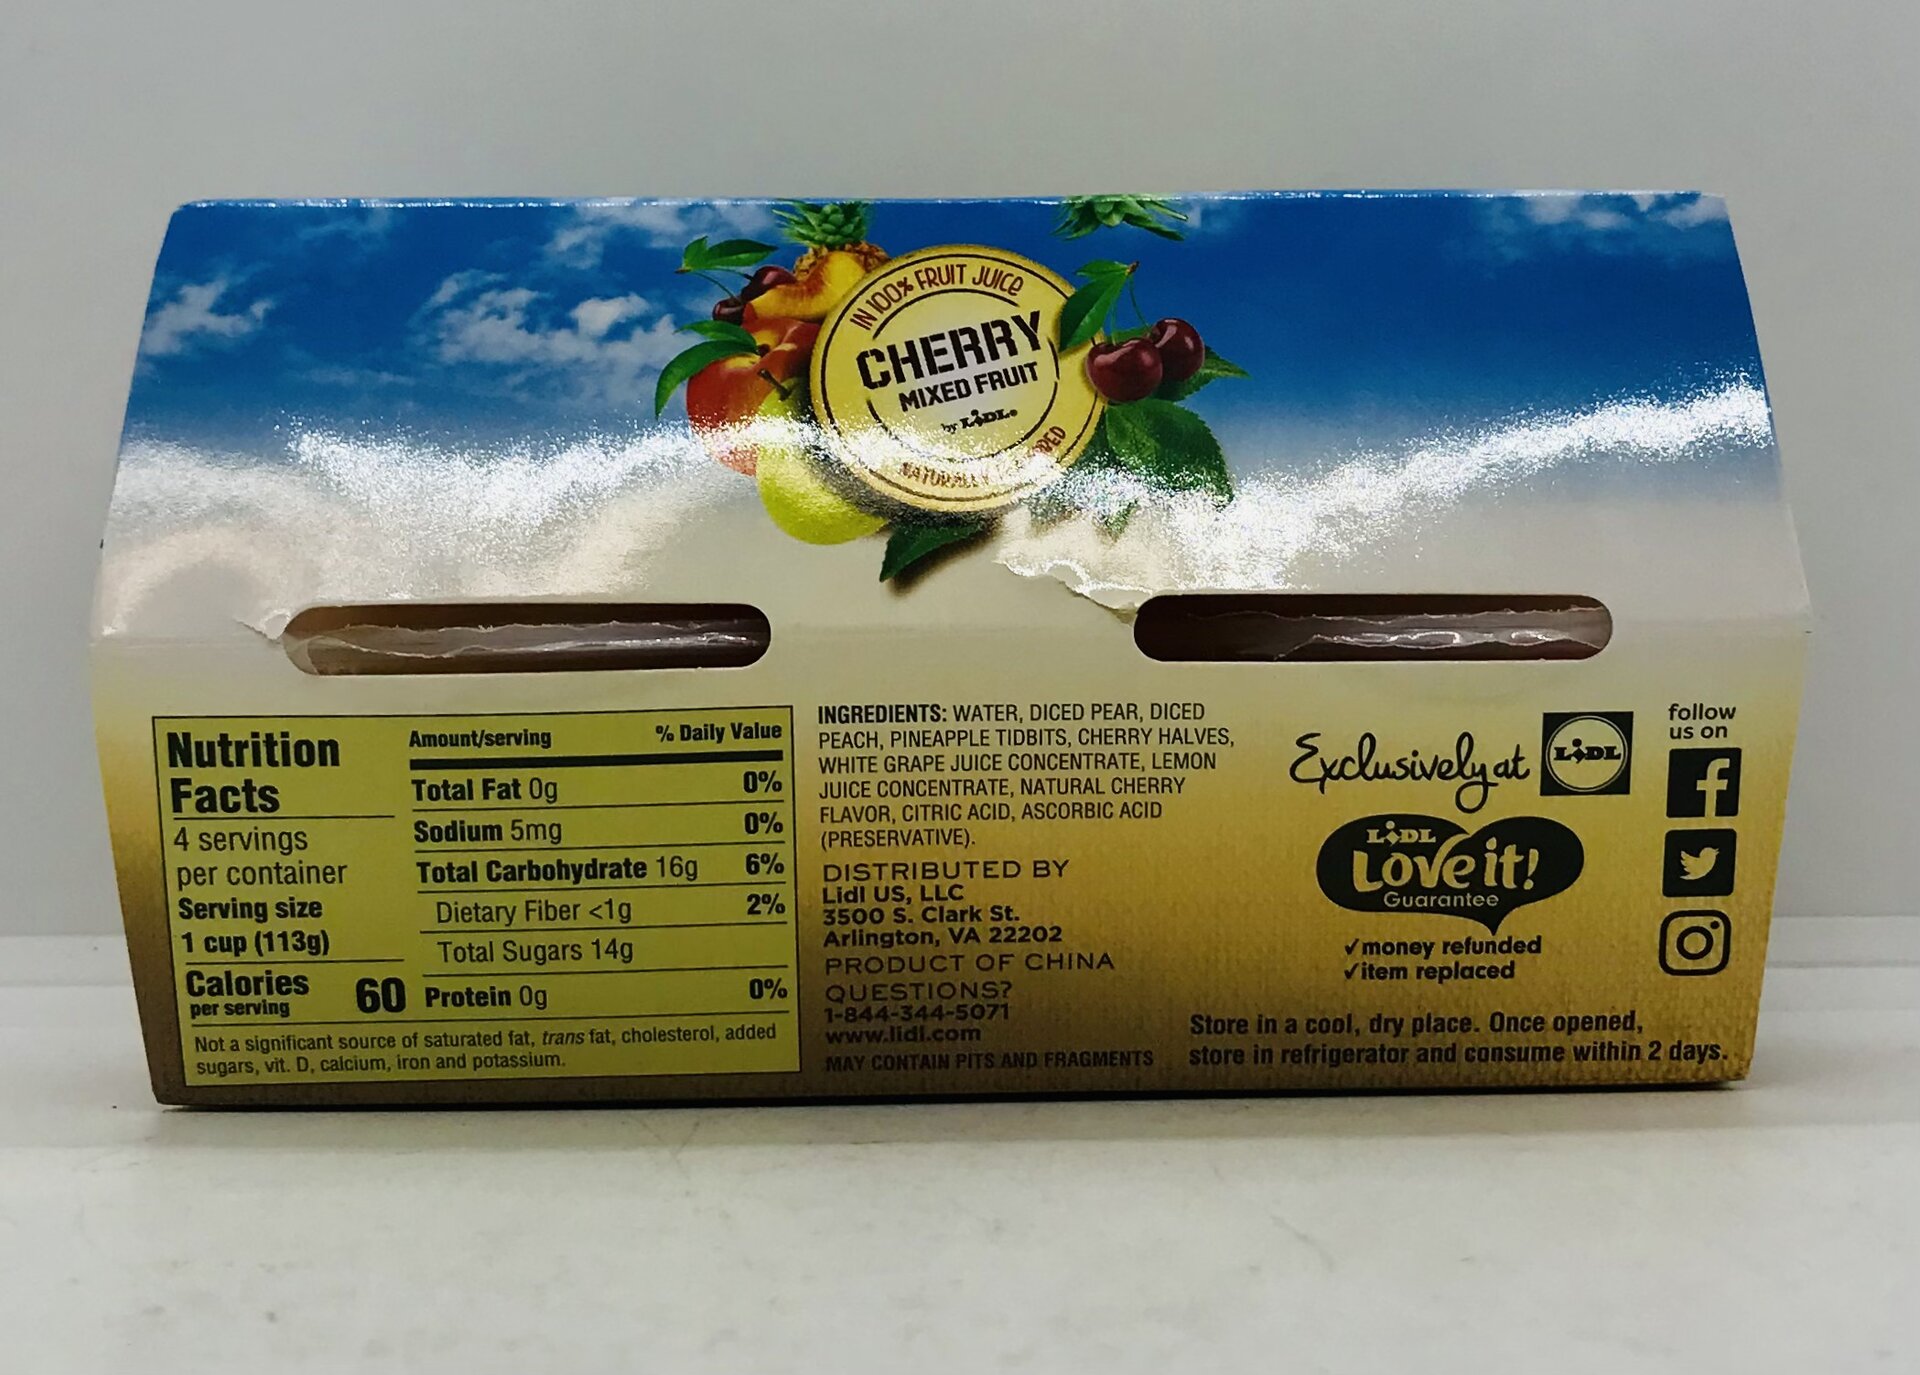 IN 100% FRUIT JUICE
CHERRY
MIXED FRUIT
by LIDL
NATURALLY
Nutrition
Facts
4 servings
per container
Serving size
1 cup (113g)
Calories
per serving
60
Amount/serving % Daily Value
Total Fat 0g 0%
Sodium 5mg 0%
Total Carbohydrate 16g 6%
Dietary Fiber <1g 2%
Total Sugars 14g
Protein 0g 0%
Not a significant source of saturated fat, trans fat, cholesterol, added
sugars, vit. D, calcium, iron and potassium.
INGREDIENTS: WATER, DICED PEAR, DICED
PEACH, PINEAPPLE TIDBITS, CHERRY HALVES,
WHITE GRAPE JUICE CONCENTRATE, LEMON
JUICE CONCENTRATE, NATURAL CHERRY
FLAVOR, CITRIC ACID, ASCORBIC ACID
(PRESERVATIVE).
DISTRIBUTED BY
Lidl US, LLC
3500 S. Clark St.
Arlington, VA 22202
PRODUCT OF CHINA
QUESTIONS?
1-844-344-5071
www.lidl.com
MAY CONTAIN PITS AND FRAGMENTS
Exclusively at LIDL
LIDL
Love it!
Guarantee
✓money refunded
✓item replaced
follow
us on
Store in a cool, dry place. Once opened,
store in refrigerator and consume within 2 days.